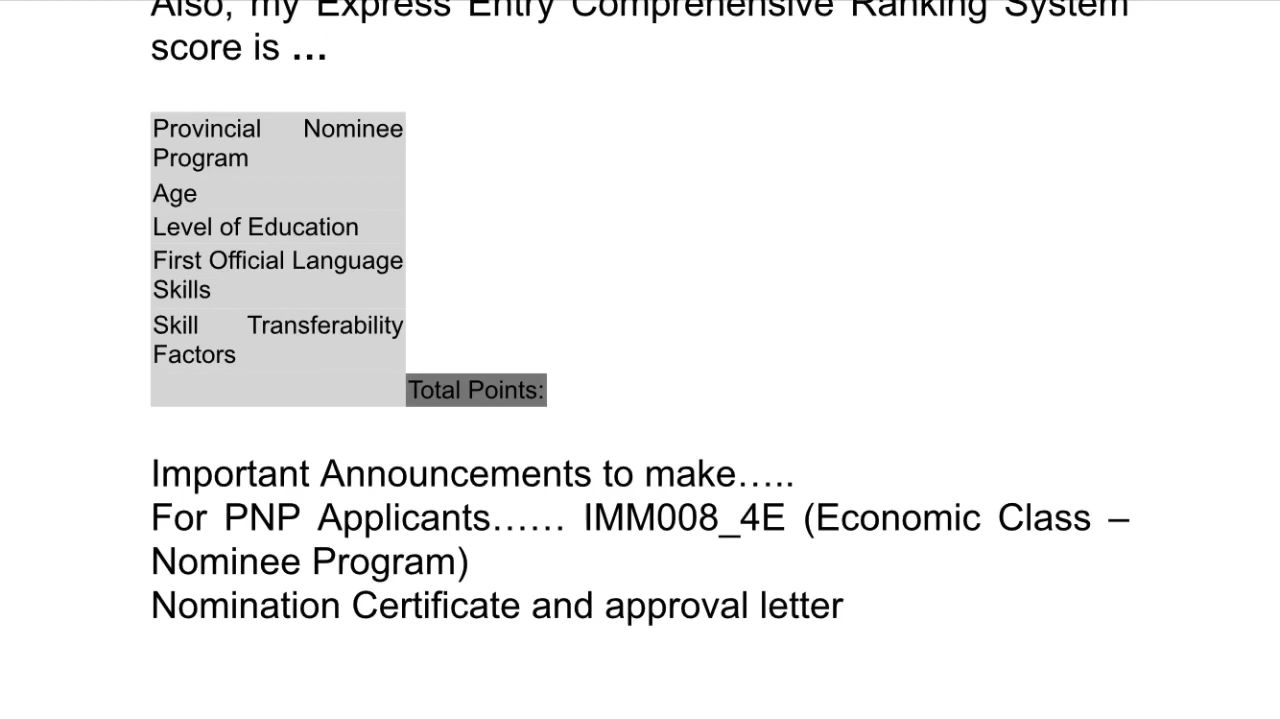 Also, my Express Entry Comprehensive Ranking System
score is ...
Provincial Nominee
Program
Age
Level of Education
First Official Language
Skills
Skill Transferability
Factors
Total Points:
Important Announcements to make…..
For PNP Applicants…… IMM008_4E (Economic Class –
Nominee Program)
Nomination Certificate and approval letter